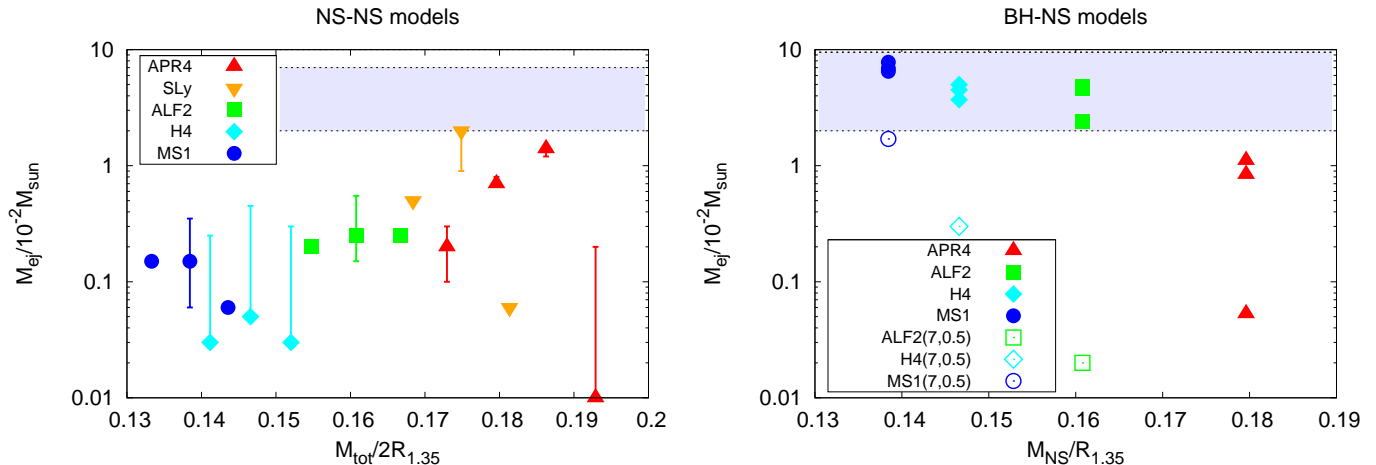 NS-NS models
10
1
0.1
0.01
M_ej/10^-2 M_sun
APR4
SLy
ALF2
H4
MS1
0.13 0.14 0.15 0.16 0.17 0.18 0.19 0.2
M_tot/2R_1.35
BH-NS models
10
1
0.1
0.01
M_ej/10^-2 M_sun
APR4
ALF2
H4
MS1
ALF2(7,0.5)
H4(7,0.5)
MS1(7,0.5)
0.13 0.14 0.15 0.16 0.17 0.18 0.19
M_NS/R_1.35